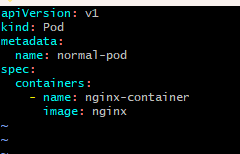 apiVersion: v1
kind: Pod
metadata:
  name: normal-pod
spec:
  containers:
    - name: nginx-container
      image: nginx
~
~
~